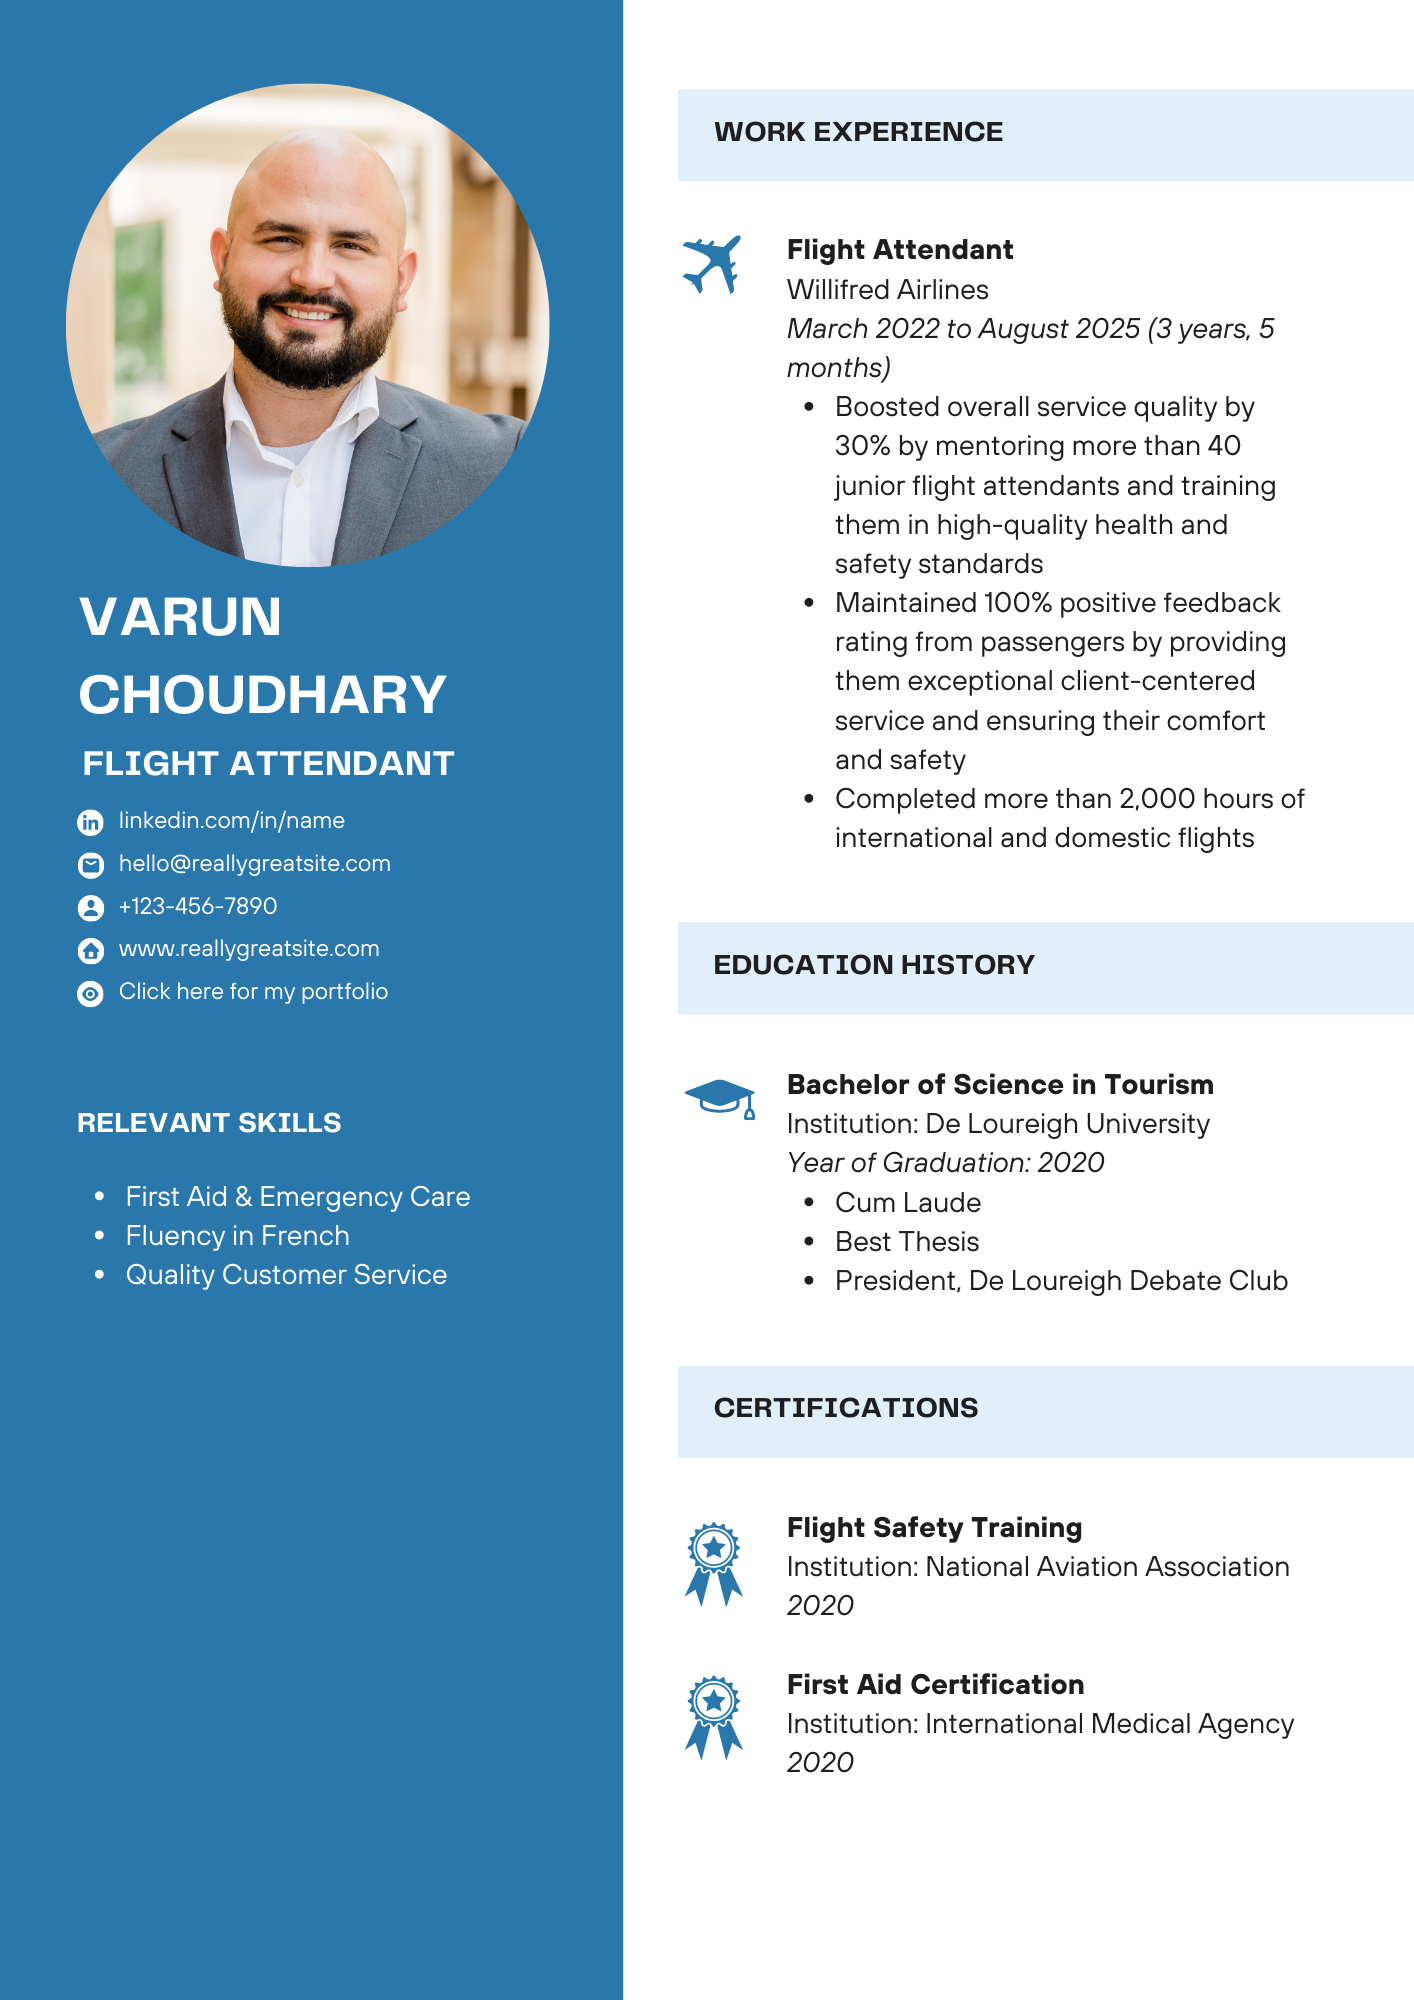 VARUN
CHOUDHARY
FLIGHT ATTENDANT
linkedin.com/in/name
hello@reallygreatsite.com
+123-456-7890
www.reallygreatsite.com
Click here for my portfolio
RELEVANT SKILLS
• First Aid & Emergency Care
• Fluency in French
• Quality Customer Service
WORK EXPERIENCE
Flight Attendant
Willifred Airlines
March 2022 to August 2025 (3 years, 5
months)
• Boosted overall service quality by
30% by mentoring more than 40
junior flight attendants and training
them in high-quality health and
safety standards
• Maintained 100% positive feedback
rating from passengers by providing
them exceptional client-centered
service and ensuring their comfort
and safety
• Completed more than 2,000 hours of
international and domestic flights
EDUCATION HISTORY
Bachelor of Science in Tourism
Institution: De Loureigh University
Year of Graduation: 2020
• Cum Laude
• Best Thesis
• President, De Loureigh Debate Club
CERTIFICATIONS
Flight Safety Training
Institution: National Aviation Association
2020
First Aid Certification
Institution: International Medical Agency
2020